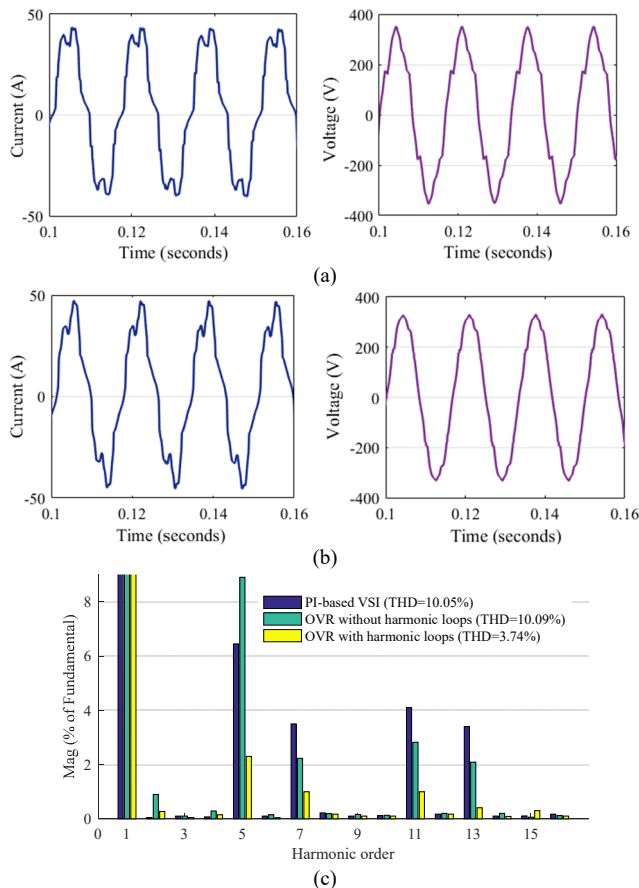 50
0
-50
0.1 0.12 0.14 0.16
Current (A)
Time (seconds)
400
200
0
-200
-400
0.1 0.12 0.14 0.16
Voltage (V)
Time (seconds)
(a)
50
0
-50
0.1 0.12 0.14 0.16
Current (A)
Time (seconds)
400
200
0
-200
-400
0.1 0.12 0.14 0.16
Voltage (V)
Time (seconds)
(b)
8
6
4
2
0
Mag (% of Fundamental)
PI-based VSI (THD=10.05%)
OVR without harmonic loops (THD=10.09%)
OVR with harmonic loops (THD=3.74%)
0 1 3 5 7 9 11 13 15
Harmonic order
(c)